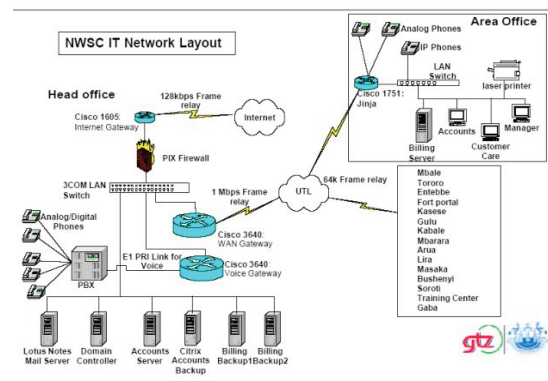 NWSC IT Network Layout
Area Office
Analog Phones
IP Phones
LAN
Switch
laser printer
Cisco 1751:
Jinja
Billing
Server
Accounts
Customer
Care
Manager
Head office
128kbps Frame
relay
Internet
Cisco 1605:
Internet Gateway
PIX Firewall
3COM LAN
Switch
1 Mbps Frame
relay
UTL
64k Frame relay
Cisco 3640:
WAN Gateway
Analog/Digital
Phones
E1 PRI Link for
Voice
Cisco 3640:
Voice Gateway
PBX
Mbale
Tororo
Entebbe
Fort portal
Kasese
Gulu
Kabale
Mbarara
Arua
Lira
Masaka
Bushenyi
Soroti
Training Center
Gaba
Lotus Notes
Mail Server
Domain
Controller
Accounts
Server
Citrix
Accounts
Backup
Billing
Backup1
Billing
Backup2
gtz